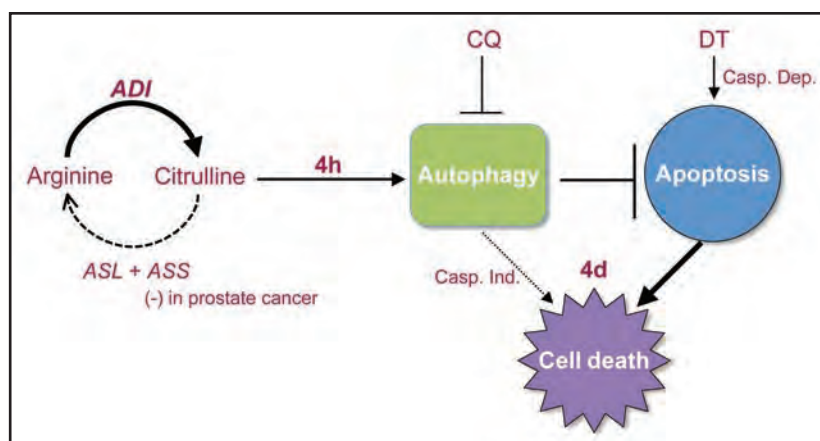 CQ
DT
ADI
Casp. Dep.
Arginine
Citrulline
4h
Autophagy
Apoptosis
ASL + ASS
(-) in prostate cancer
Casp. Ind.
4d
Cell death